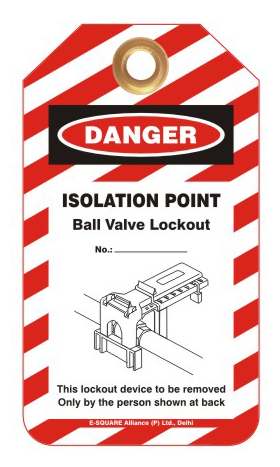 DANGER
ISOLATION POINT
Ball Valve Lockout
No.: ______________
This lockout device to be removed
Only by the person shown at back
E-SQUARE Alliance (P) Ltd., Delhi